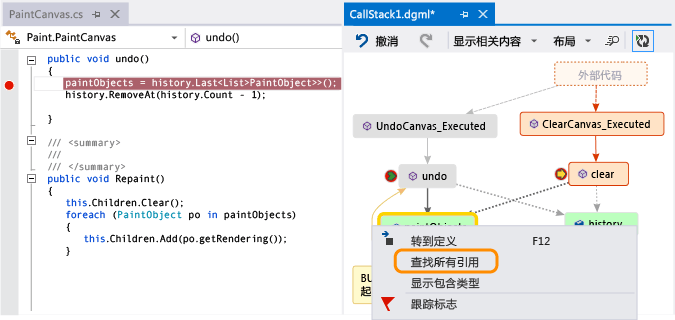 PaintCanvas.cs
Paint.PaintCanvas
undo()
public void undo()
{
paintObjects = history.Last<List>PaintObject>>();
history.RemoveAt(history.Count - 1);
}
/// <summary>
///
/// </summary>
public void Repaint()
{
this.Children.Clear();
foreach (PaintObject po in paintObjects)
{
this.Children.Add(po.getRendering());
}
CallStack1.dgml*
撤消
显示相关内容
布局
外部代码
UndoCanvas_Executed
ClearCanvas_Executed
undo
clear
history
转到定义 F12
查找所有引用
显示包含类型
跟踪标志
BU
起